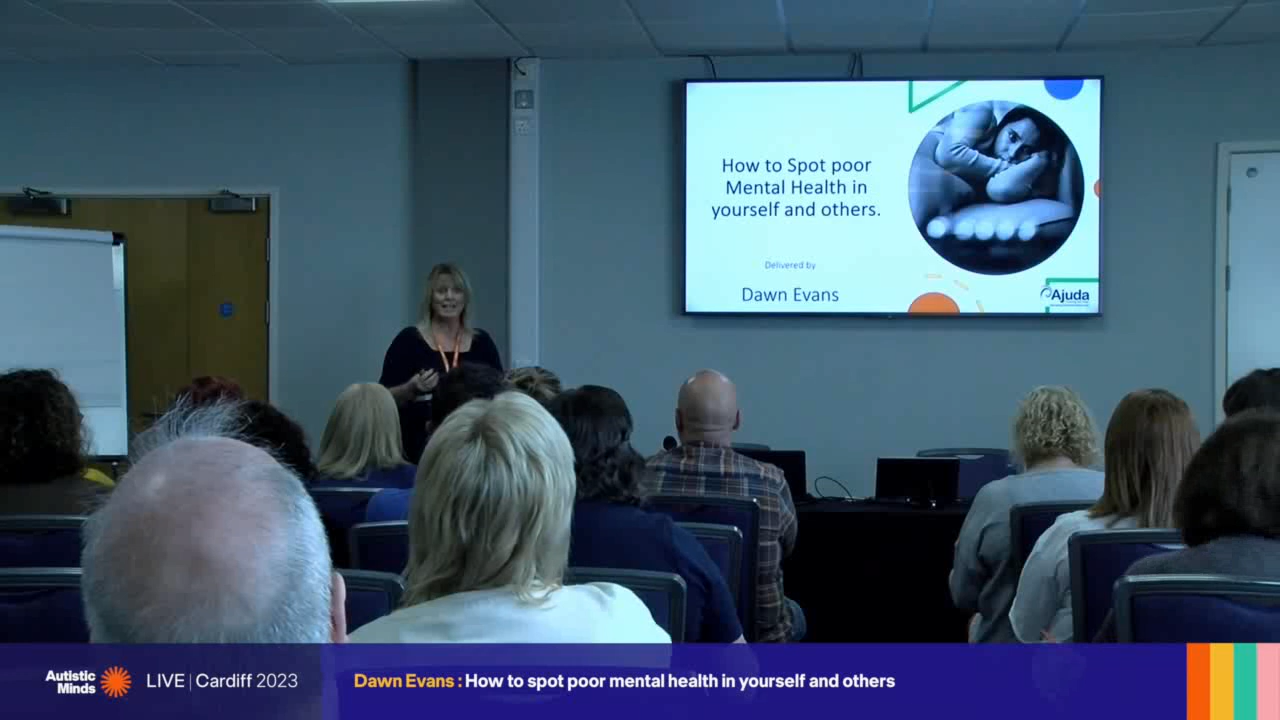 How to Spot poor
Mental Health in
yourself and others.
Delivered by
Dawn Evans
Ajuda
Autistic
Minds
LIVE | Cardiff 2023
Dawn Evans : How to spot poor mental health in yourself and others